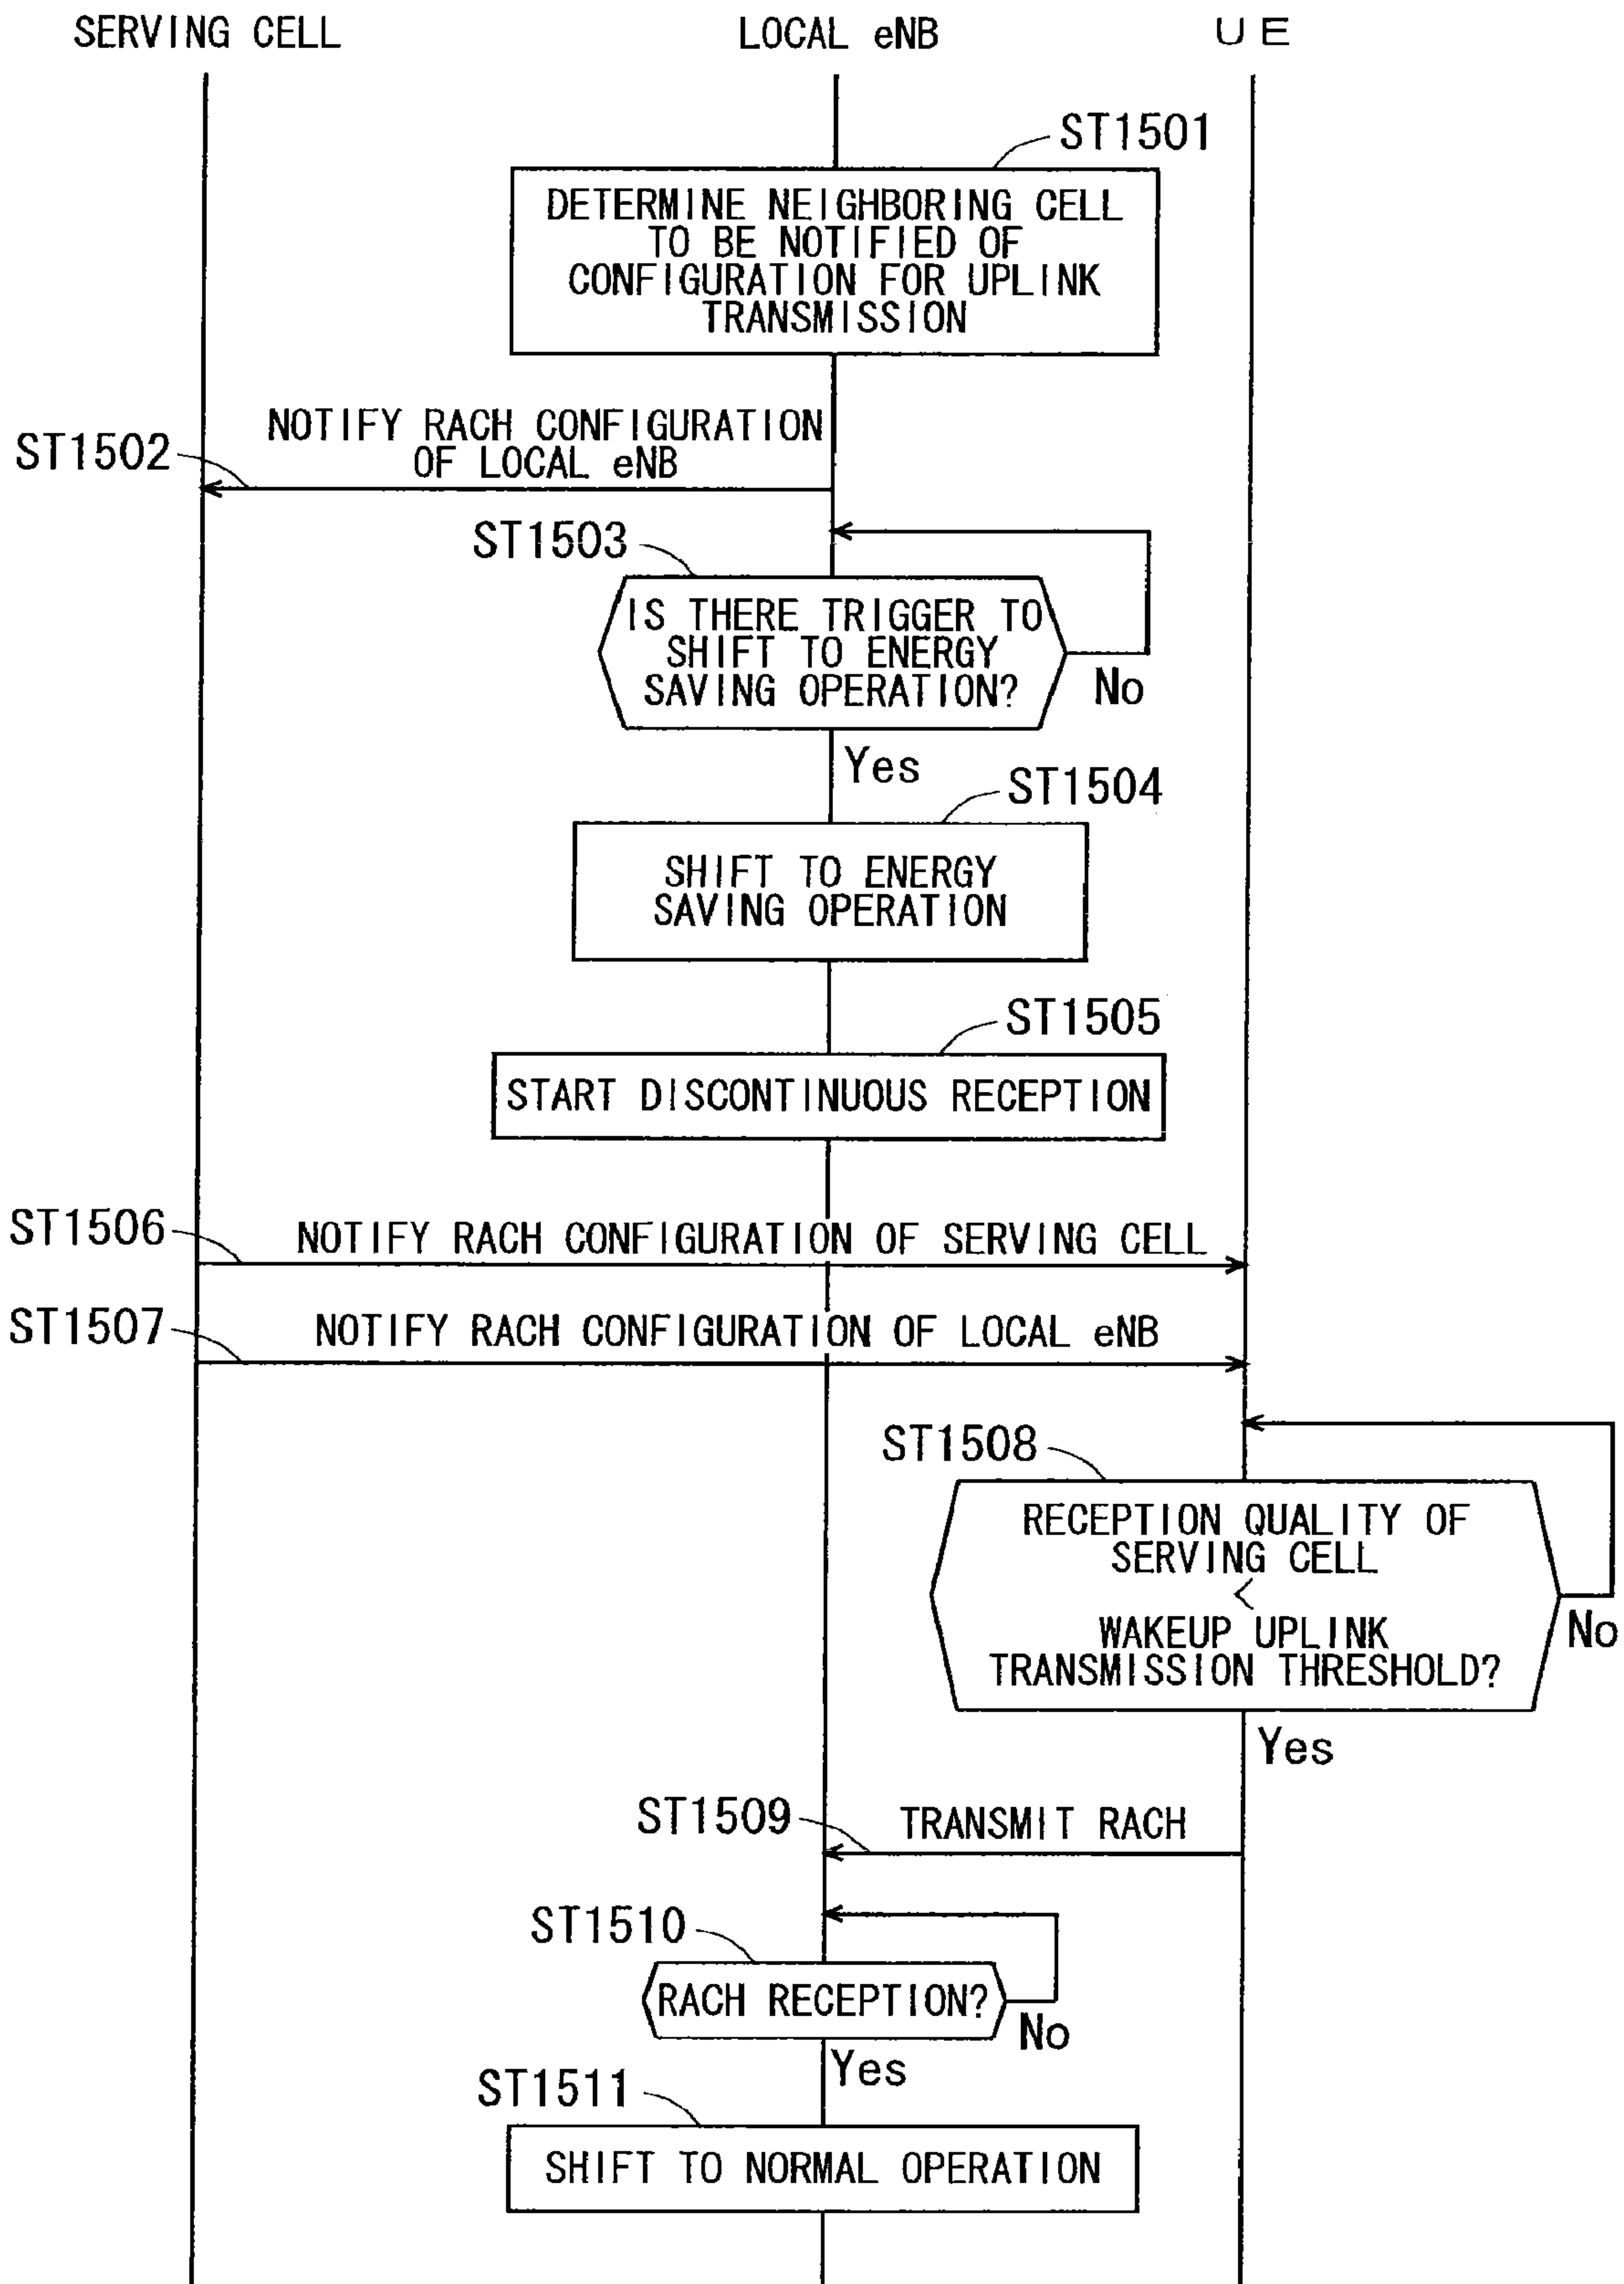 SERVING CELL
LOCAL eNB
UE
ST1501
DETERMINE NEIGHBORING CELL
TO BE NOTIFIED OF
CONFIGURATION FOR UPLINK
TRANSMISSION
NOTIFY RACH CONFIGURATION
OF LOCAL eNB
ST1502
ST1503
IS THERE TRIGGER TO
SHIFT TO ENERGY
SAVING OPERATION?
No
Yes
ST1504
SHIFT TO ENERGY
SAVING OPERATION
ST1505
START DISCONTINUOUS RECEPTION
ST1506
NOTIFY RACH CONFIGURATION OF SERVING CELL
ST1507
NOTIFY RACH CONFIGURATION OF LOCAL eNB
ST1508
RECEPTION QUALITY OF
SERVING CELL
<
WAKEUP UPLINK
TRANSMISSION THRESHOLD?
No
Yes
ST1509
TRANSMIT RACH
ST1510
RACH RECEPTION?
No
Yes
ST1511
SHIFT TO NORMAL OPERATION